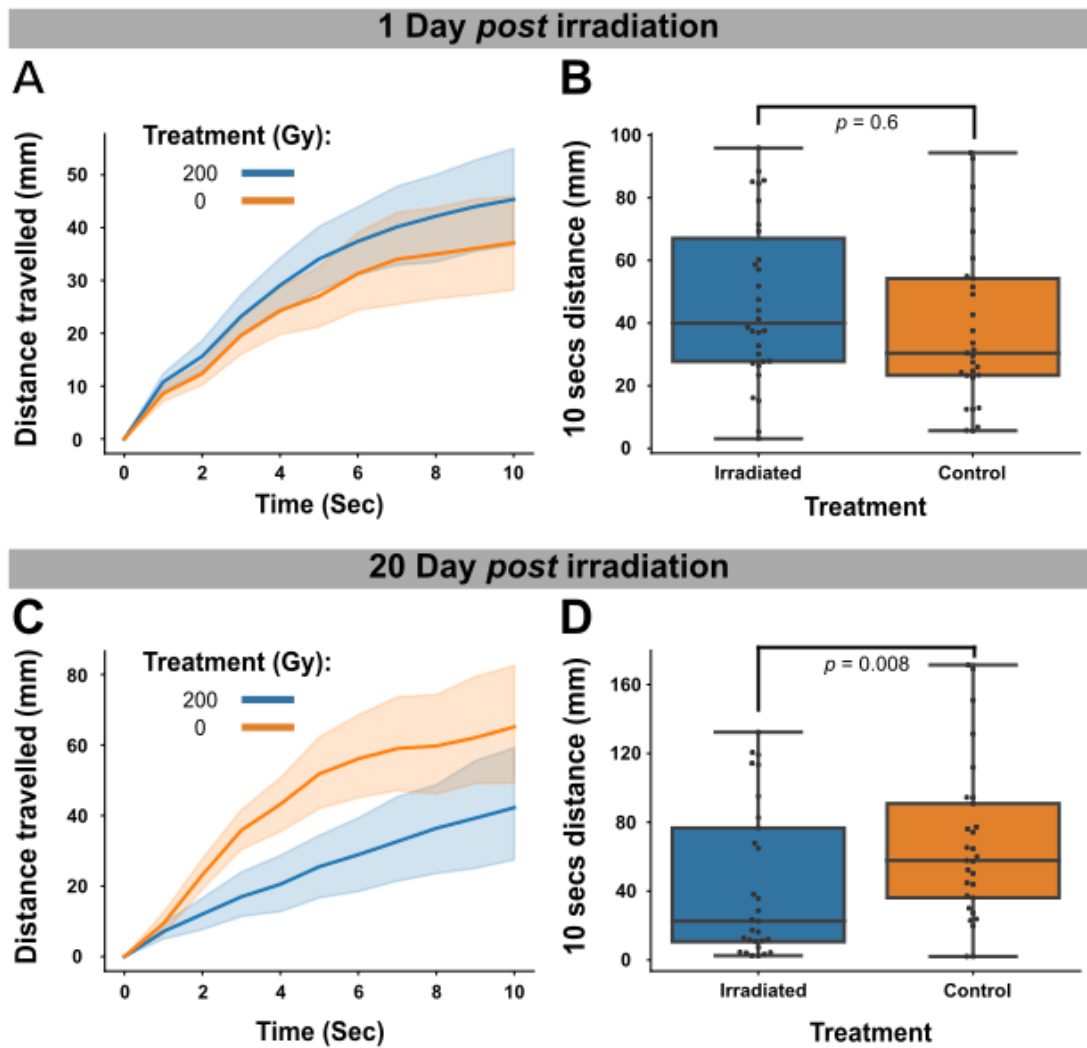 1 Day post irradiation
A
Treatment (Gy):
200
0
Distance travelled (mm)
50
40
30
20
10
0
0 2 4 6 8 10
Time (Sec)
B
p = 0.6
10 secs distance (mm)
100
80
60
40
20
0
Irradiated Control
Treatment
20 Day post irradiation
C
Treatment (Gy):
200
0
Distance travelled (mm)
80
60
40
20
0
0 2 4 6 8 10
Time (Sec)
D
p = 0.008
10 secs distance (mm)
160
120
80
40
0
Irradiated Control
Treatment